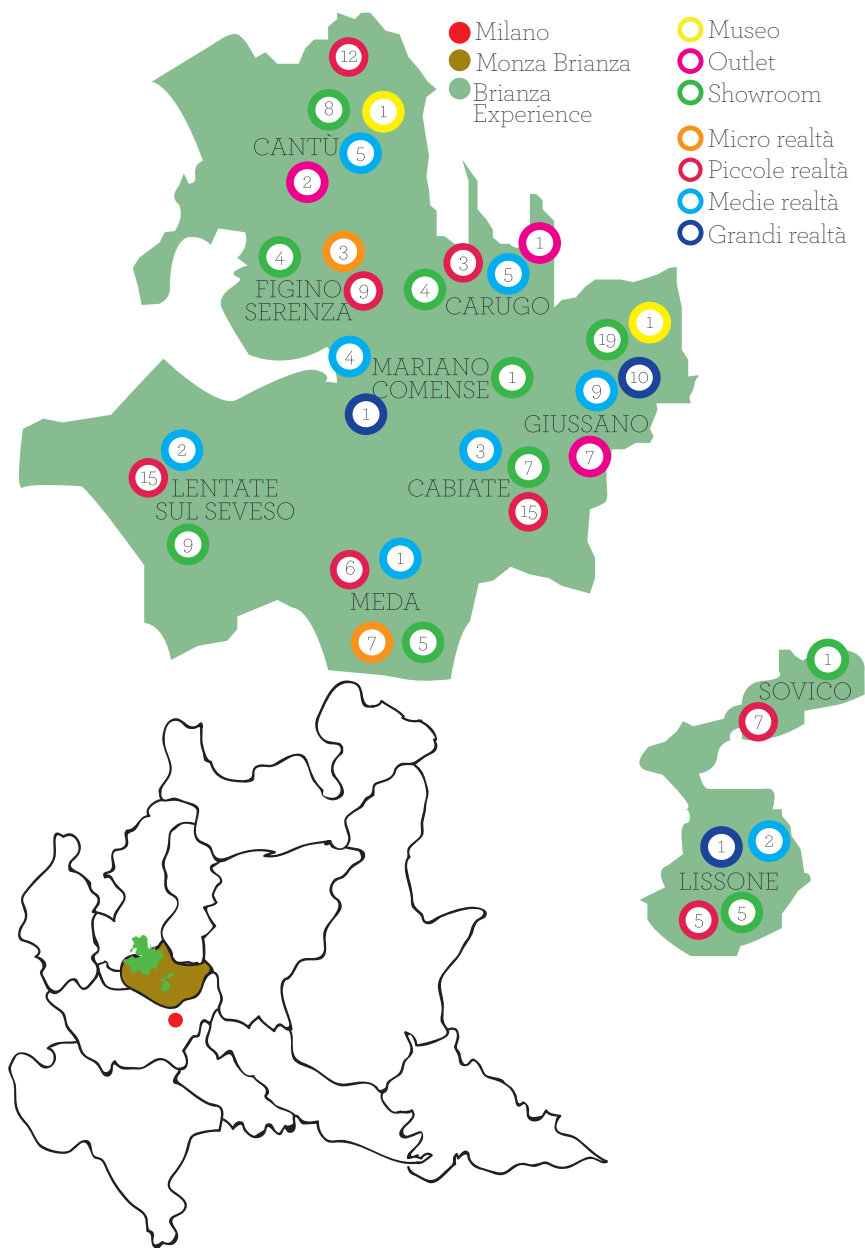 Milano
Monza Brianza
Brianza
Experience
Museo
Outlet
Showroom
Micro realtà
Piccole realtà
Medie realtà
Grandi realtà
12
8
1
CANTÙ
5
2
4
3
FIGINO
SERENZA
9
3
5
1
4
CARUGO
4
MARIANO
COMENSE
1
1
19
1
9
10
GIUSSANO
7
2
15
LENTATE
SUL SEVESO
9
3
7
CABIATE
15
6
1
MEDA
7
5
1
SOVICO
7
1
2
LISSONE
5
5